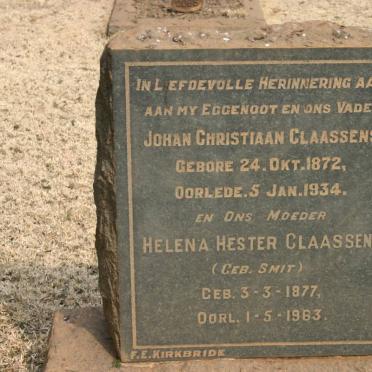 In Liefdevolle Herinnering Aa
aan my Eggenoot en ons Vade
Johan Christiaan Claassens
Gebore 24. Okt. 1872,
Oorlede. 5 Jan. 1934.
en Ons Moeder
Helena Hester Claassen
(Geb. Smit)
Geb. 3-3-1877,
Oorl. 1-5-1963.
F.E. Kirkbride